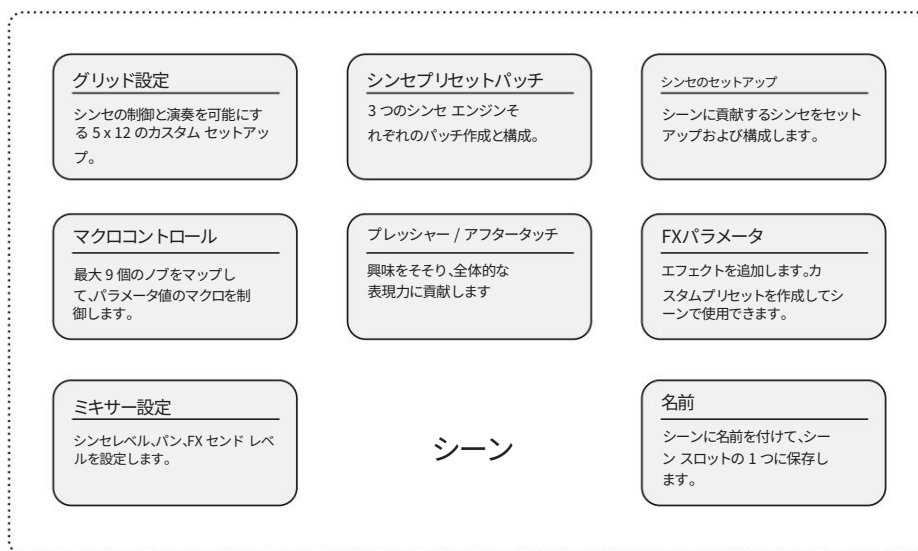 グリッド設定
シンセの制御と演奏を可能にす
る 5 x 12 のカスタム セットアッ
プ。
シンセプリセットパッチ
3 つのシンセ エンジンそ
れぞれのパッチ作成と構成。
シンセのセットアップ
シーンに貢献するシンセをセット
アップおよび構成します。
マクロコントロール
最大 9 個のノブをマップし
て、パラメータ値のマクロを制
御します。
プレッシャー / アフタータッチ
興味をそそり、全体的な
表現力に貢献します
FXパラメータ
エフェクトを追加します。カ
スタムプリセットを作成してシ
ーンで使用できます。
ミキサー設定
シンセレベル、パン、FX センド レベ
ルを設定します。
シーン
名前
シーンに名前を付けて、シー
ン スロットの 1 つに保存し
ます。